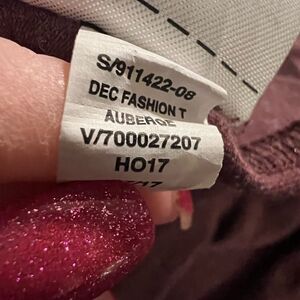 S/911422-08
DEC FASHION T
AUBERGE
V/700027207
HO17